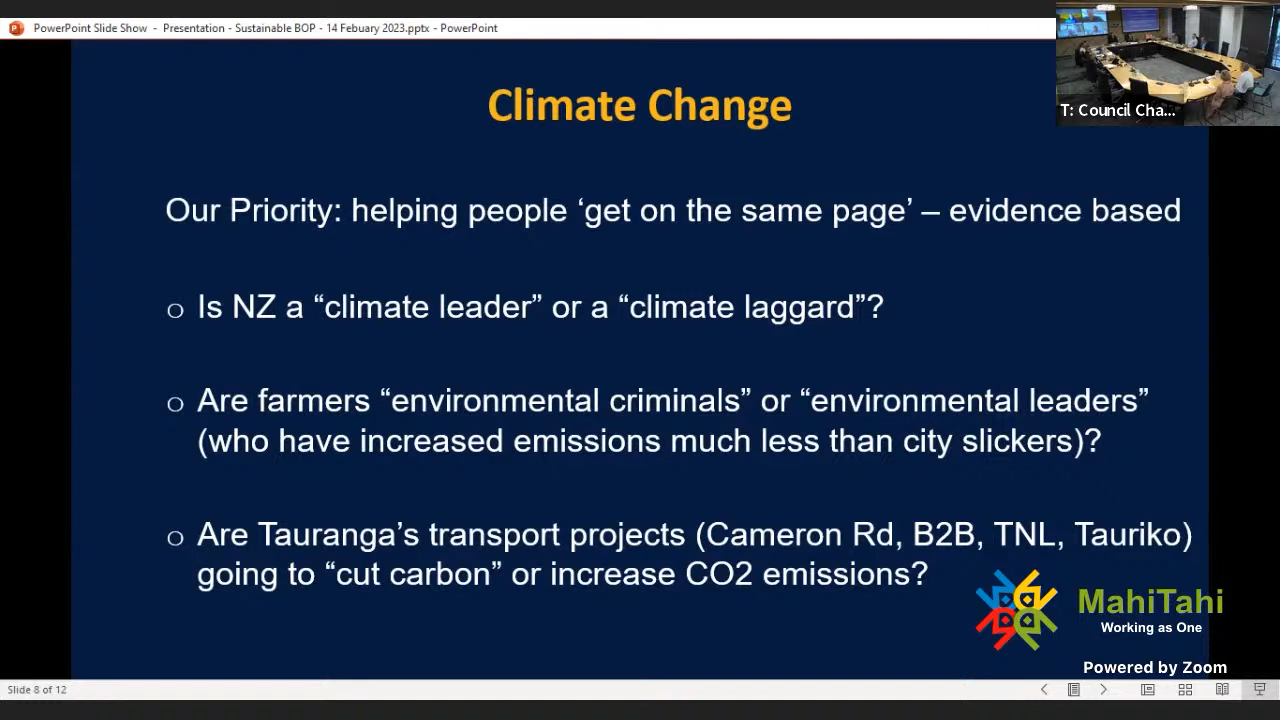 PowerPoint Slide Show - Presentation - Sustainable BOP - 14 Febuary 2023.pptx - PowerPoint
T: Council Cha...
Climate Change
Our Priority: helping people ‘get on the same page’ – evidence based
o Is NZ a “climate leader” or a “climate laggard”?
o Are farmers “environmental criminals” or “environmental leaders”
(who have increased emissions much less than city slickers)?
o Are Tauranga’s transport projects (Cameron Rd, B2B, TNL, Tauriko)
going to “cut carbon” or increase CO2 emissions?
MahiTahi
Working as One
Powered by Zoom
Slide 8 of 12